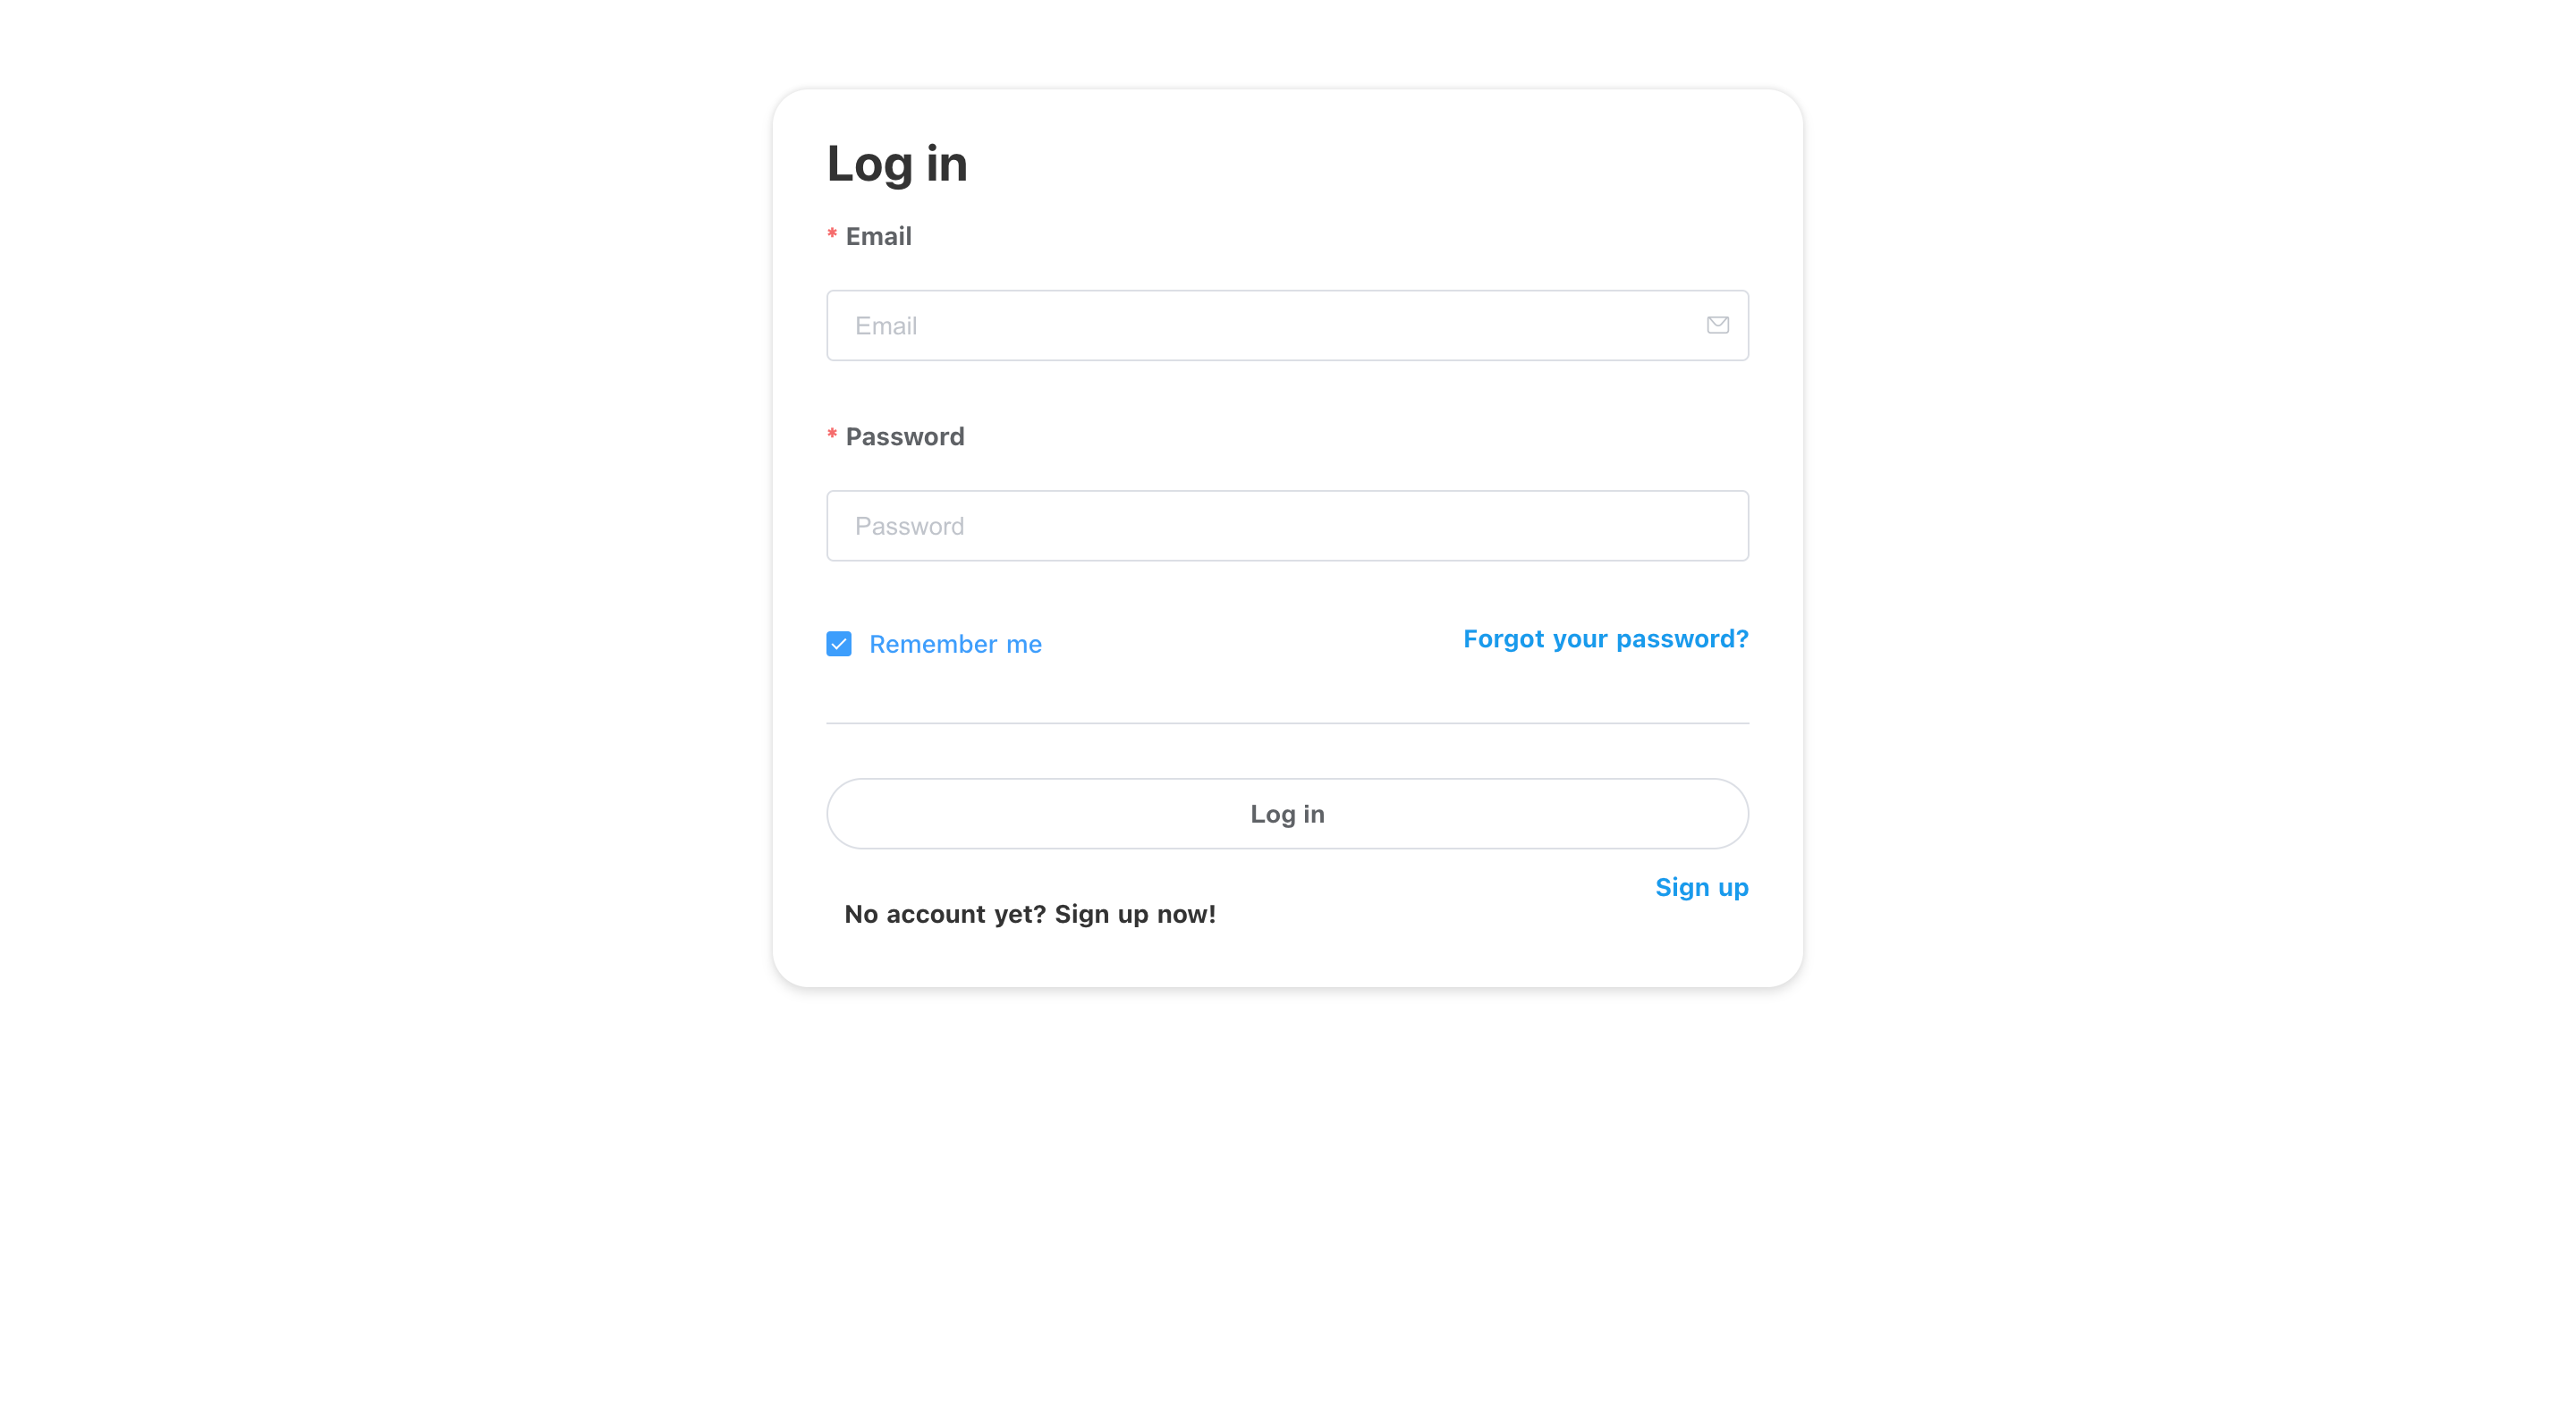 Log in
* Email
Email
* Password
Password
Remember me
Forgot your password?
Log in
Sign up
No account yet? Sign up now!